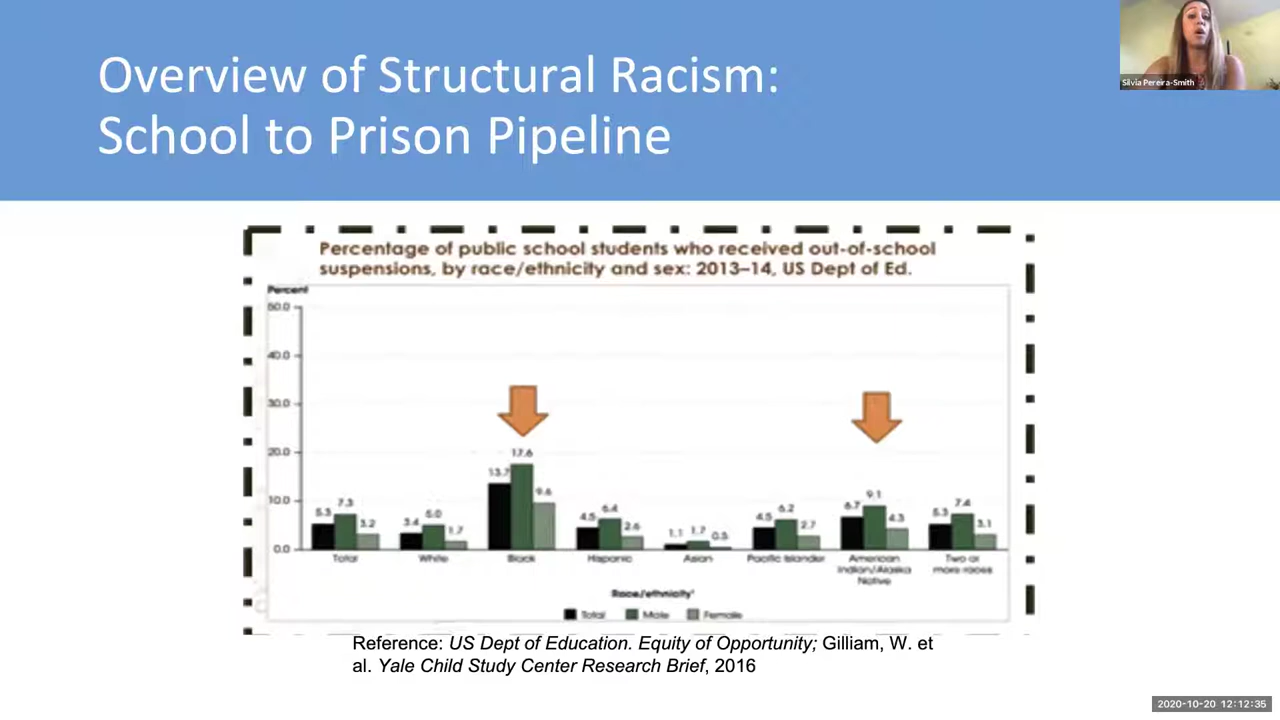 Overview of Structural Racism:
School to Prison Pipeline
Silvia Pereira-Smith
Percentage of public school students who received out-of-school
suspensions, by race/ethnicity and sex: 2013–14, US Dept of Ed.
Percent
50.0
40.0
30.0
20.0
10.0
0.0
5.3 7.3 3.2
3.4 5.0 1.7
13.7 17.6 9.6
4.5 6.4 2.6
1.1 1.7 0.5
4.5 6.2 2.7
6.7 9.1 4.3
5.3 7.4 3.1
Total White Black Hispanic Asian Pacific Islander American Two or
Indian/Alaska more races
Native
Race/ethnicity¹
Total Male Female
Reference: US Dept of Education. Equity of Opportunity; Gilliam, W. et
al. Yale Child Study Center Research Brief, 2016
2020-10-20 12:12:35